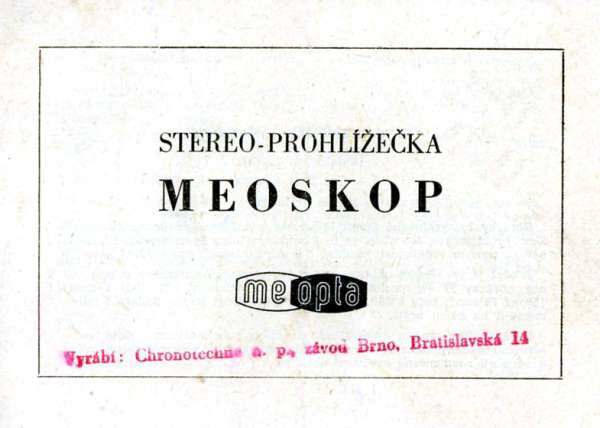 STEREO-PROHLÍŽEČKA
MEOSKOP
meopta
Vyrábí: Chronotechna n. p., závod Brno, Bratislavská 14